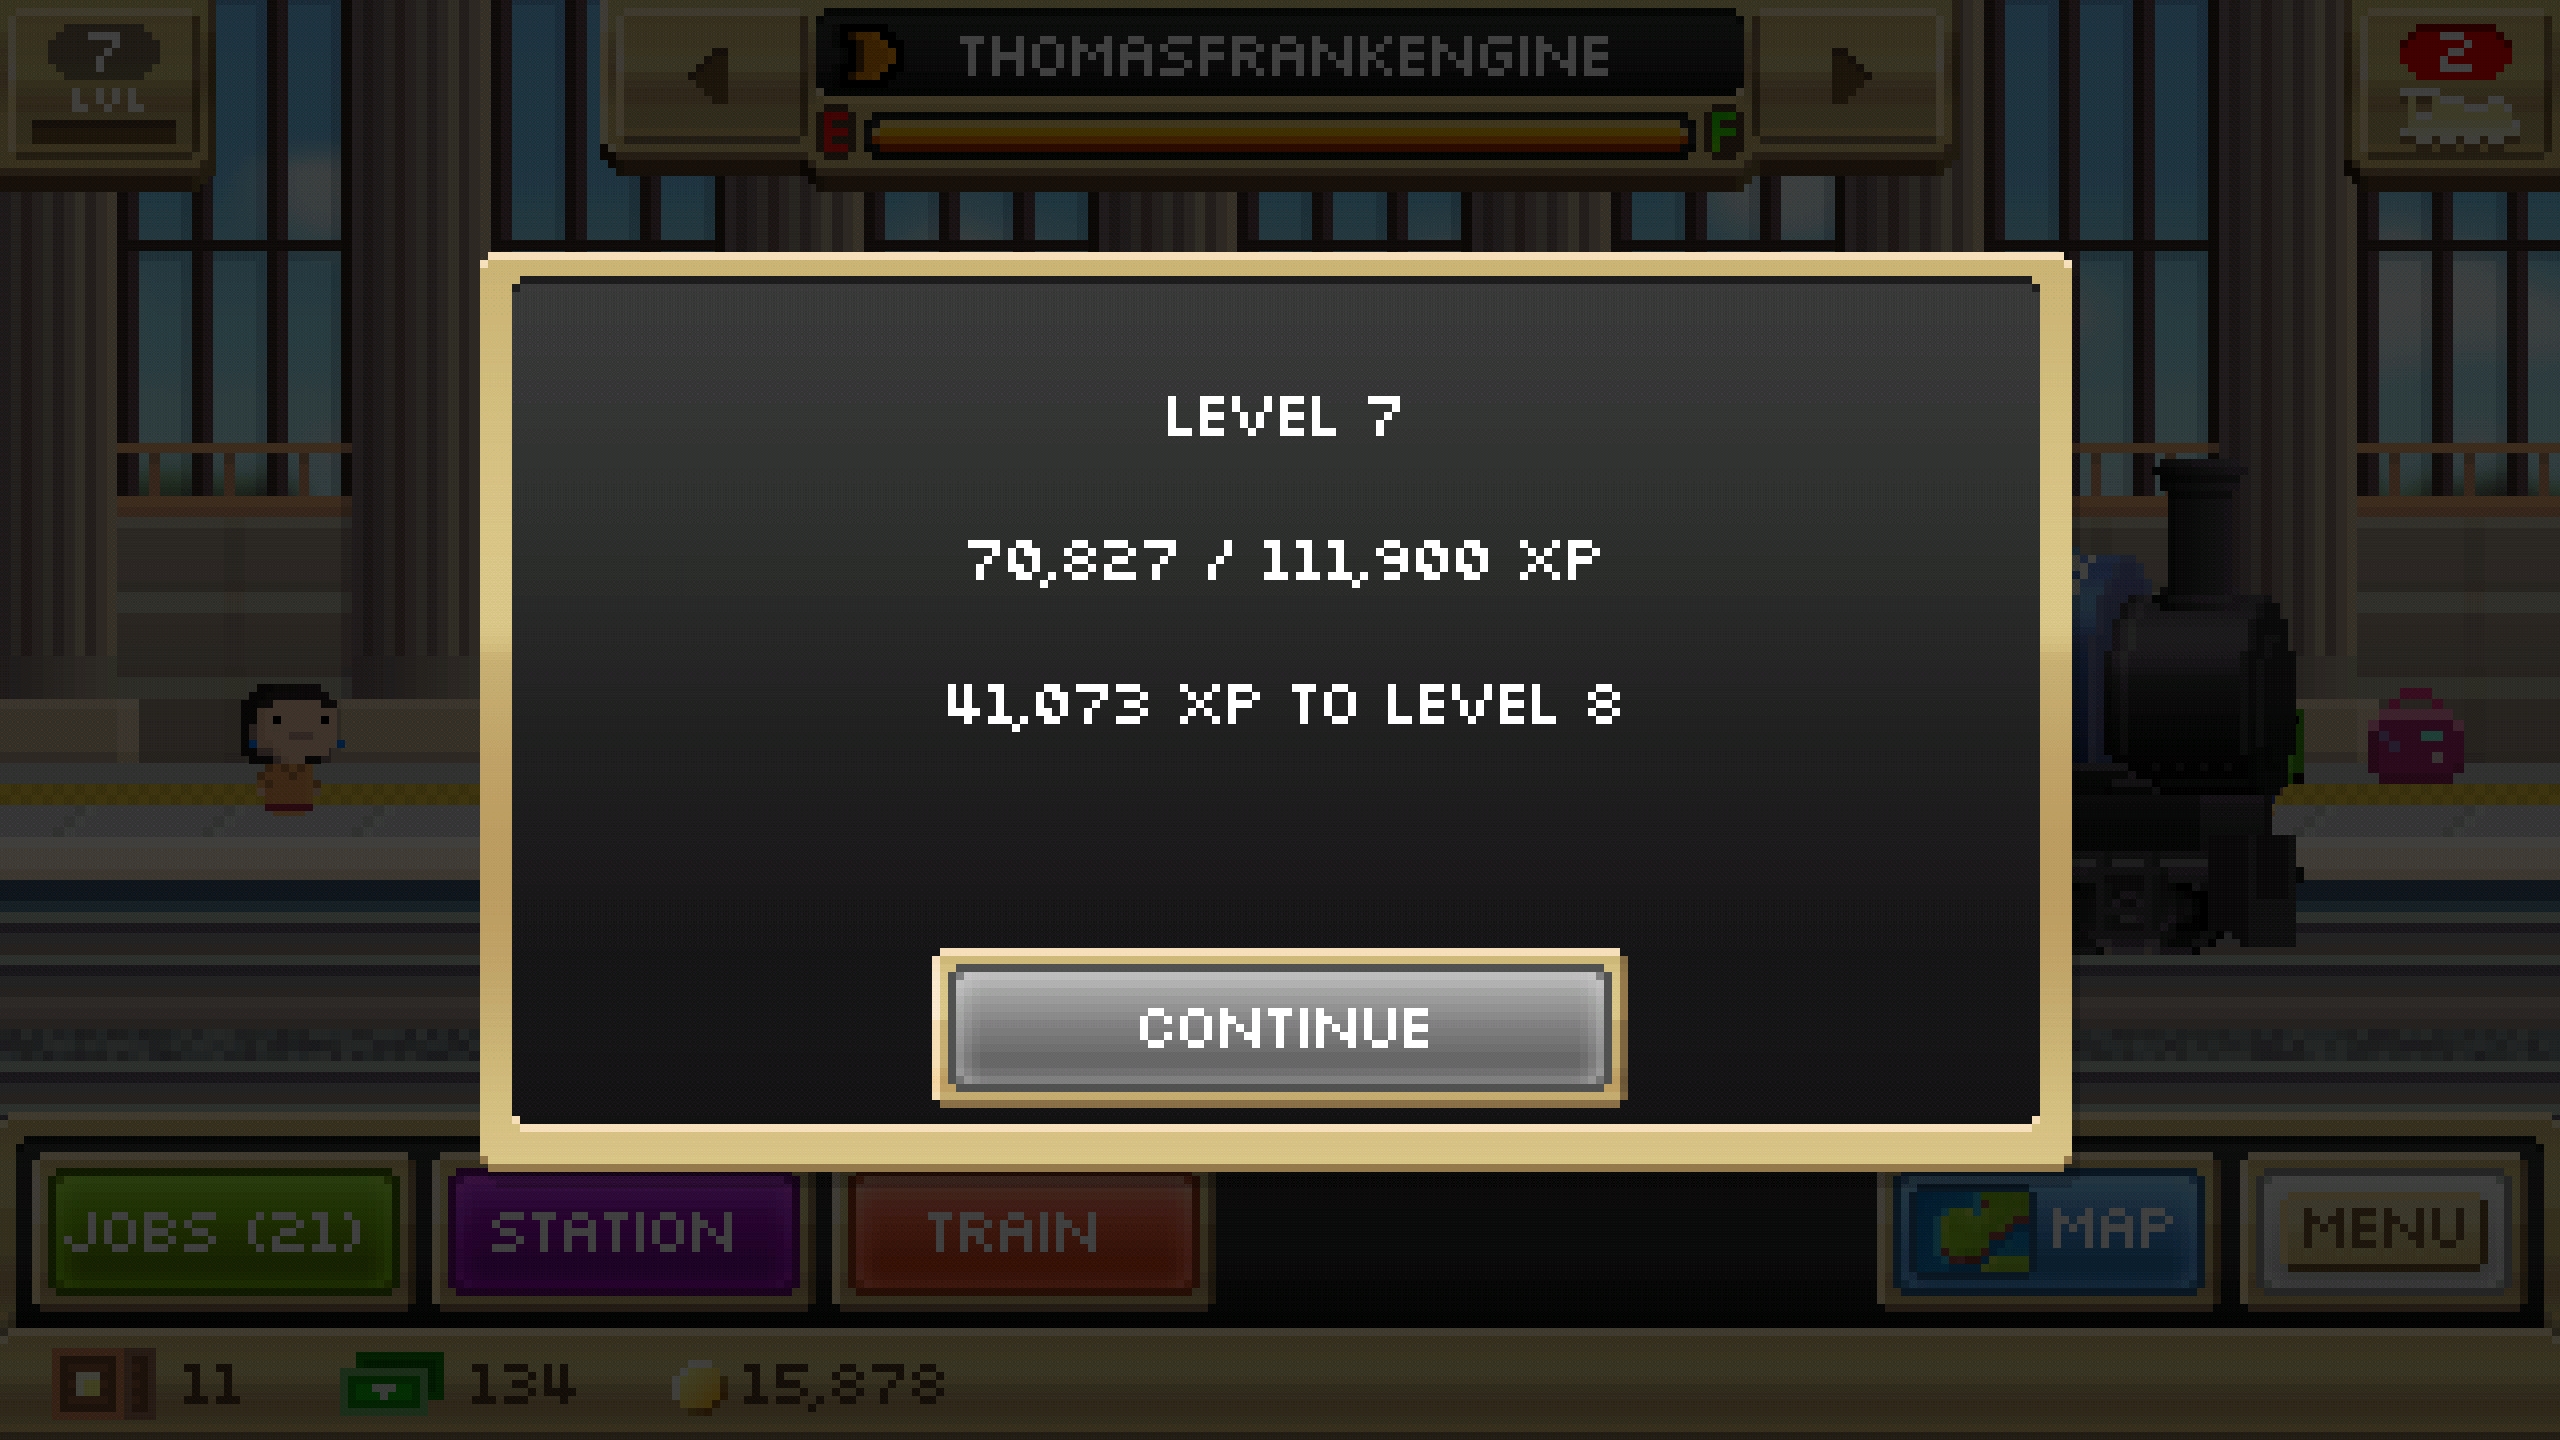 7
LVL
THOMASFRANKENGINE
E
F
2
LEVEL 7
70,827 / 111,900 XP
41,073 XP TO LEVEL 8
CONTINUE
JOBS (21)
STATION
TRAIN
MAP
MENU
11
134
15,878